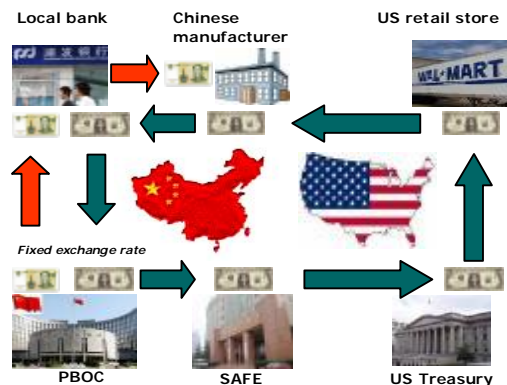 Local bank
Chinese
manufacturer
US retail store
WAL★MART
Fixed exchange rate
PBOC
SAFE
US Treasury